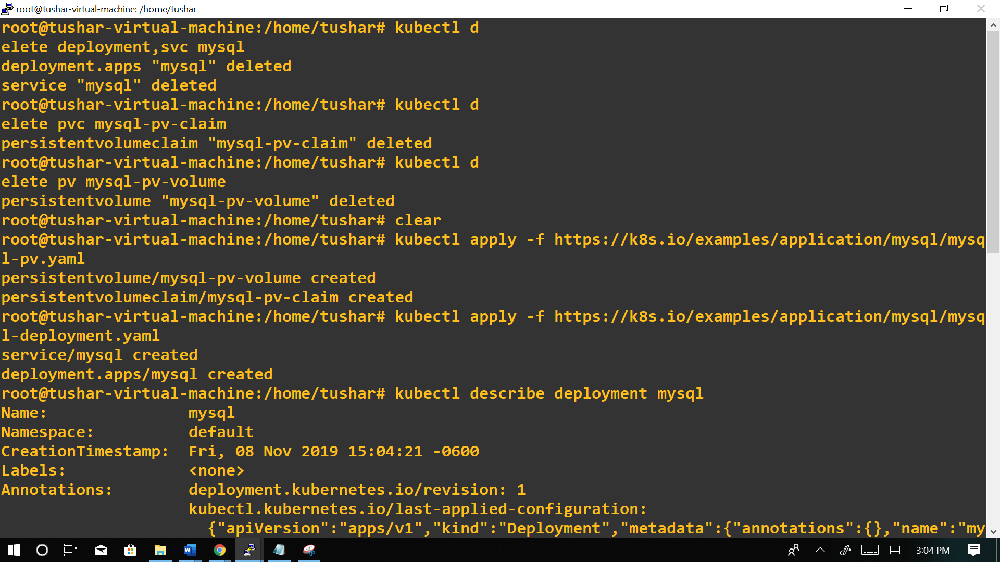 root@tushar-virtual-machine: /home/tushar
root@tushar-virtual-machine:/home/tushar# kubectl d
elete deployment,svc mysql
deployment.apps "mysql" deleted
service "mysql" deleted
root@tushar-virtual-machine:/home/tushar# kubectl d
elete pvc mysql-pv-claim
persistentvolumeclaim "mysql-pv-claim" deleted
root@tushar-virtual-machine:/home/tushar# kubectl d
elete pv mysql-pv-volume
persistentvolume "mysql-pv-volume" deleted
root@tushar-virtual-machine:/home/tushar# clear
root@tushar-virtual-machine:/home/tushar# kubectl apply -f https://k8s.io/examples/application/mysql/mysq
l-pv.yaml
persistentvolume/mysql-pv-volume created
persistentvolumeclaim/mysql-pv-claim created
root@tushar-virtual-machine:/home/tushar# kubectl apply -f https://k8s.io/examples/application/mysql/mysq
l-deployment.yaml
service/mysql created
deployment.apps/mysql created
root@tushar-virtual-machine:/home/tushar# kubectl describe deployment mysql
Name:               mysql
Namespace:          default
CreationTimestamp:  Fri, 08 Nov 2019 15:04:21 -0600
Labels:             <none>
Annotations:        deployment.kubernetes.io/revision: 1
                    kubectl.kubernetes.io/last-applied-configuration:
                      {"apiVersion":"apps/v1","kind":"Deployment","metadata":{"annotations":{},"name":"my
3:04 PM